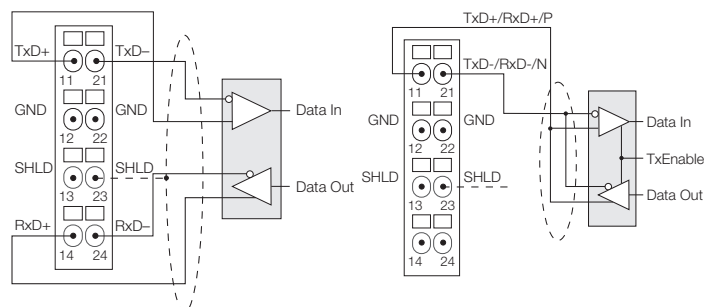 TxD+ TxD–
11 21
GND GND
12 22
SHLD SHLD
13 23
RxD+ RxD–
14 24
Data In
Data Out
TxD+/RxD+/P
TxD-/RxD-/N
11 21
GND GND
12 22
SHLD SHLD
13 23
14 24
Data In
TxEnable
Data Out